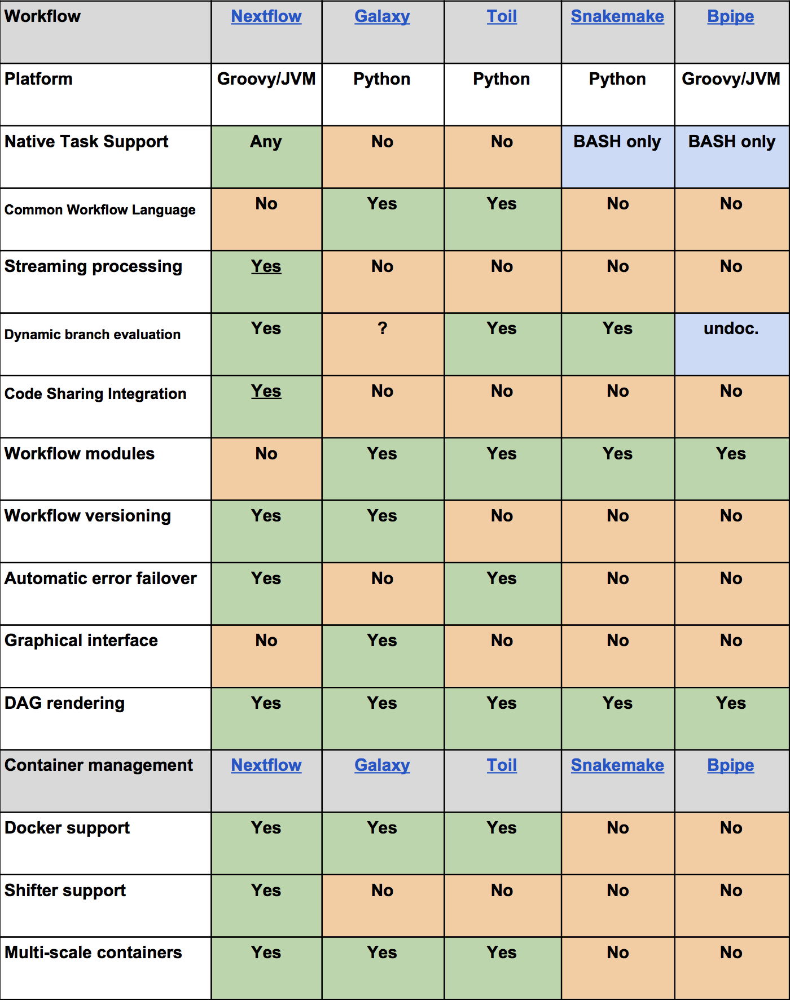 Workflow Nextflow Galaxy Toil Snakemake Bpipe
Platform Groovy/JVM Python Python Python Groovy/JVM
Native Task Support Any No No BASH only BASH only
Common Workflow Language No Yes Yes No No
Streaming processing Yes No No No No
Dynamic branch evaluation Yes ? Yes Yes undoc.
Code Sharing Integration Yes No No No No
Workflow modules No Yes Yes Yes Yes
Workflow versioning Yes Yes No No No
Automatic error failover Yes No Yes No No
Graphical interface No Yes No No No
DAG rendering Yes Yes Yes Yes Yes
Container management Nextflow Galaxy Toil Snakemake Bpipe
Docker support Yes Yes Yes No No
Shifter support Yes No No No No
Multi-scale containers Yes Yes Yes No No